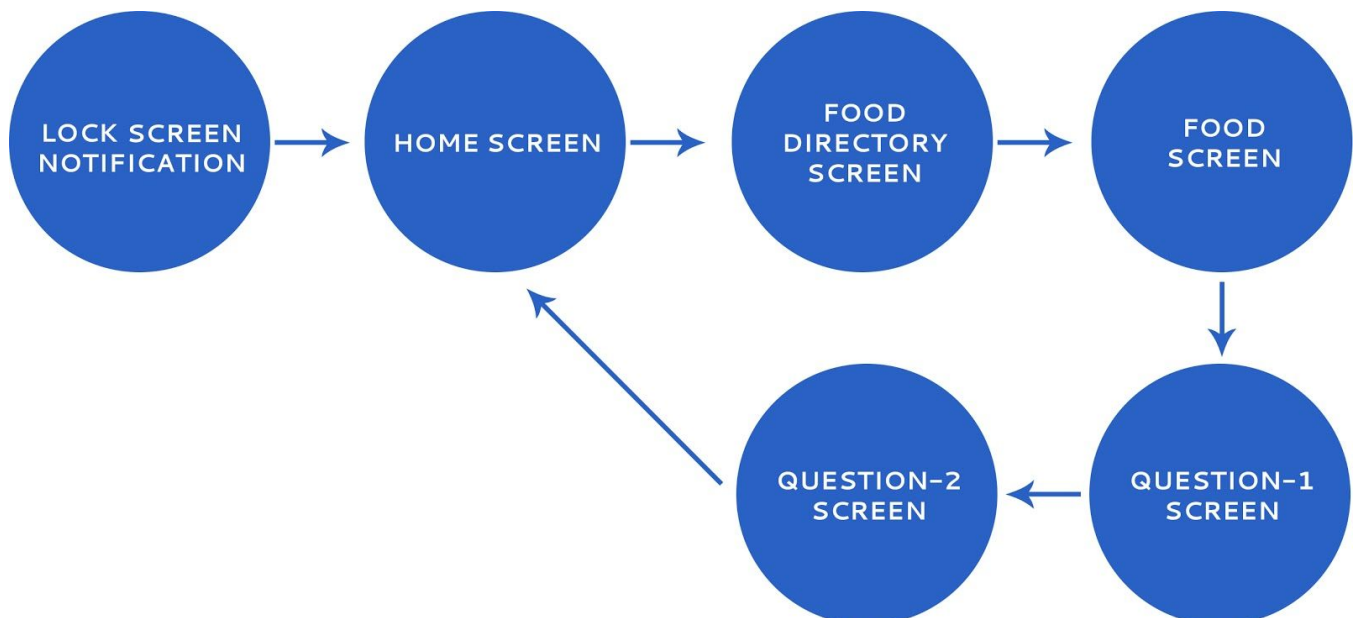 LOCK SCREEN
NOTIFICATION
HOME SCREEN
FOOD
DIRECTORY
SCREEN
FOOD
SCREEN
QUESTION-1
SCREEN
QUESTION-2
SCREEN